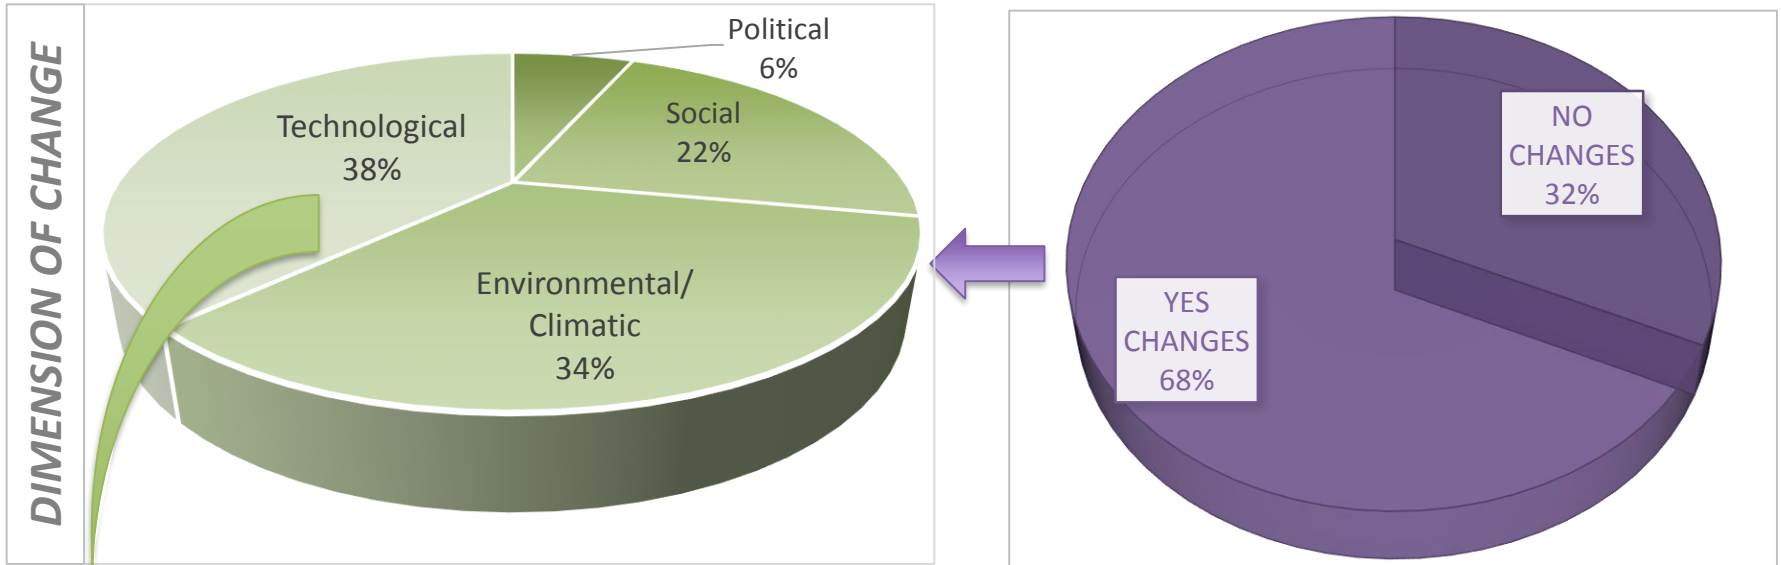 DIMENSION OF CHANGE
Political
6%
Social
22%
Technological
38%
Environmental/
Climatic
34%
NO
CHANGES
32%
YES
CHANGES
68%